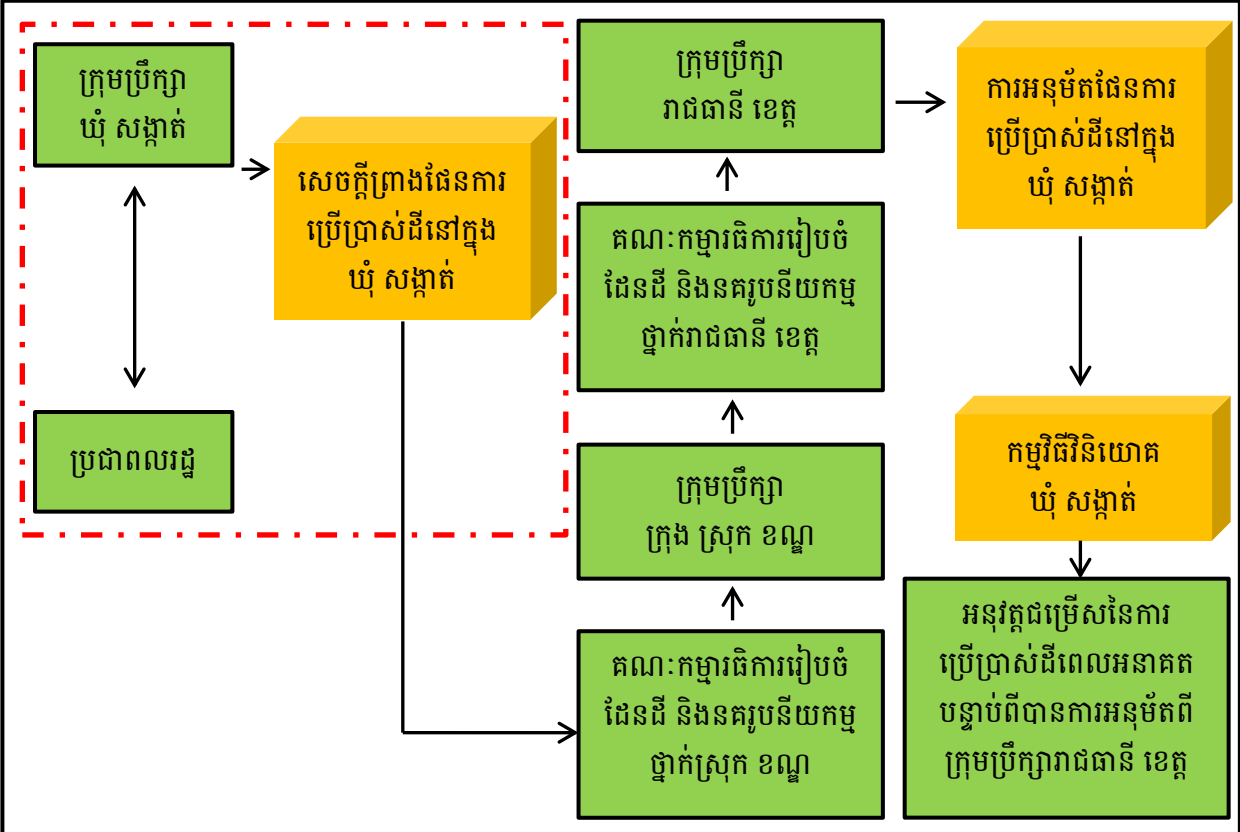 ក្រុមប្រឹក្សា
ឃុំ សង្កាត់
ប្រជាពលរដ្ឋ
សេចក្តីព្រាងផែនការ
ប្រើប្រាស់ដីនៅក្នុង
ឃុំ សង្កាត់
គណៈកម្មារធិការរៀបចំ
ដែនដី និងនគរូបនីយកម្ម
ថ្នាក់ស្រុក ខណ្ឌ
ក្រុមប្រឹក្សា
ក្រុង ស្រុក ខណ្ឌ
គណៈកម្មារធិការរៀបចំ
ដែនដី និងនគរូបនីយកម្ម
ថ្នាក់រាជធានី ខេត្ត
ក្រុមប្រឹក្សា
រាជធានី ខេត្ត
ការអនុម័តផែនការ
ប្រើប្រាស់ដីនៅក្នុង
ឃុំ សង្កាត់
កម្មវិធីវិនិយោគ
ឃុំ សង្កាត់
អនុវត្តជម្រើសនៃការ
ប្រើប្រាស់ដីពេលអនាគត
បន្ទាប់ពីបានការអនុម័តពី
ក្រុមប្រឹក្សារាជធានី ខេត្ត